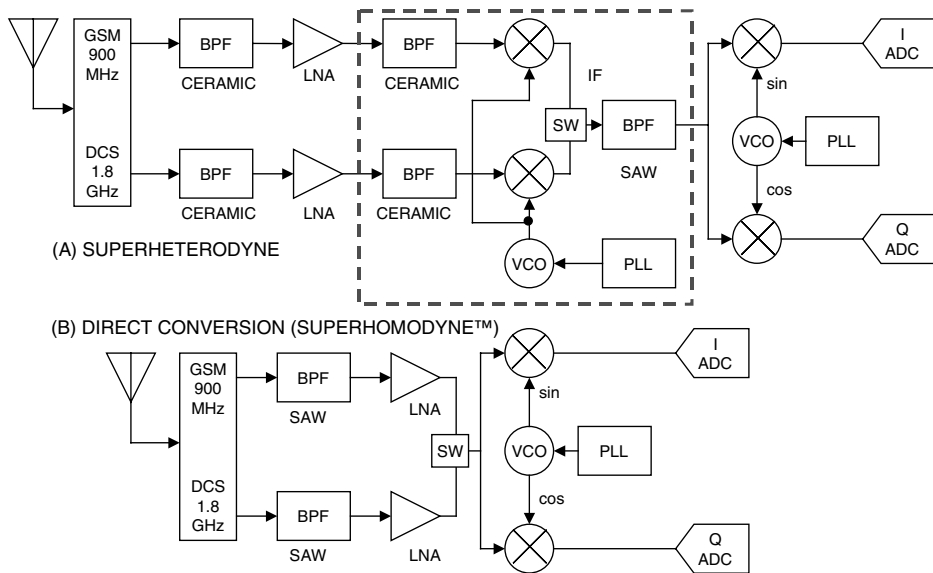 GSM
900
MHz
DCS
1.8
GHz
BPF
CERAMIC
LNA
BPF
CERAMIC
IF
SW
BPF
SAW
BPF
CERAMIC
LNA
BPF
CERAMIC
VCO
PLL
sin
VCO
PLL
cos
I
ADC
Q
ADC
(A) SUPERHETERODYNE
(B) DIRECT CONVERSION (SUPERHOMODYNE™)
GSM
900
MHz
DCS
1.8
GHz
BPF
SAW
LNA
SW
BPF
SAW
LNA
sin
VCO
PLL
cos
I
ADC
Q
ADC